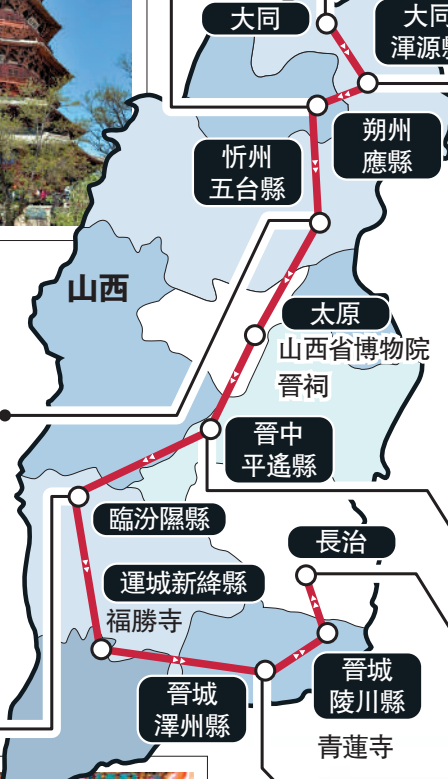 大同
大同
渾源縣
朔州
應縣
忻州
五台縣
山西
太原
山西省博物院
晉祠
晉中
平遙縣
臨汾隰縣
長治
運城新絳縣
福勝寺
晉城
澤州縣
晉城
陵川縣
青蓮寺